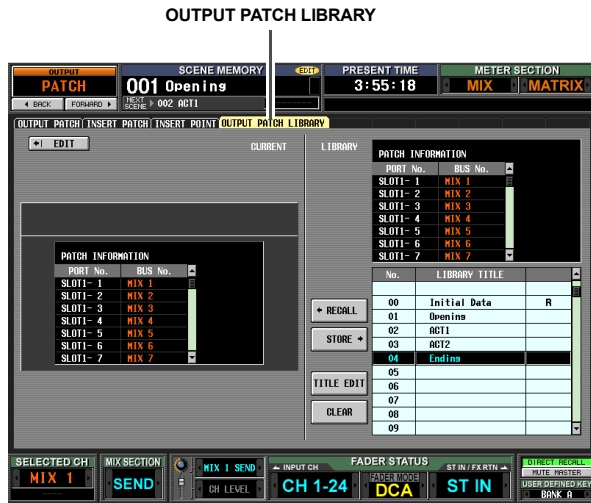 OUTPUT PATCH LIBRARY
OUTPUT
PATCH
BACK
FORWARD
SCENE MEMORY
EDIT
001 Opening
NEXT SCENE 002 ACT1
PRESENT TIME
3:55:18
METER SECTION
MIX
MATRIX
OUTPUT PATCH
INSERT PATCH
INSERT POINT
OUTPUT PATCH LIBRARY
EDIT
CURRENT
LIBRARY
PATCH INFORMATION
PORT No. BUS No.
SLOT1- 1 MIX 1
SLOT1- 2 MIX 2
SLOT1- 3 MIX 3
SLOT1- 4 MIX 4
SLOT1- 5 MIX 5
SLOT1- 6 MIX 6
SLOT1- 7 MIX 7
PATCH INFORMATION
PORT No. BUS No.
SLOT1- 1 MIX 1
SLOT1- 2 MIX 2
SLOT1- 3 MIX 3
SLOT1- 4 MIX 4
SLOT1- 5 MIX 5
SLOT1- 6 MIX 6
SLOT1- 7 MIX 7
RECALL
STORE
TITLE EDIT
CLEAR
No. LIBRARY TITLE
00 Initial Data R
01 Opening
02 ACT1
03 ACT2
04 Ending
05
06
07
08
09
SELECTED CH
MIX 1
MIX SECTION
SEND
MIX 1 SEND
CH LEVEL
FADER STATUS
INPUT CH
CH 1-24
FADER MODE
DCA
ST IN / FX RTN
ST IN
DIRECT RECALL
MUTE MASTER
USER DEFINED KEY
BANK A